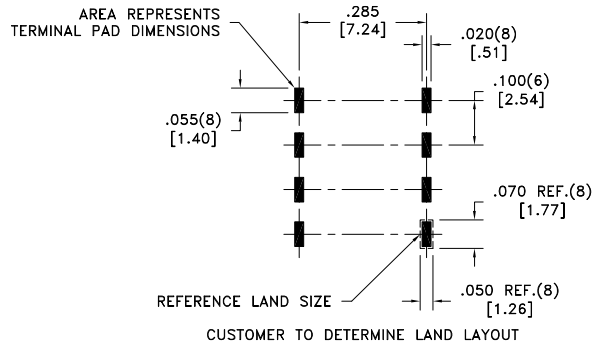 AREA REPRESENTS
TERMINAL PAD DIMENSIONS
.285
[7.24]
.020(8)
[.51]
.100(6)
[2.54]
.055(8)
[1.40]
.070 REF.(8)
[1.77]
REFERENCE LAND SIZE
.050 REF.(8)
[1.26]
CUSTOMER TO DETERMINE LAND LAYOUT